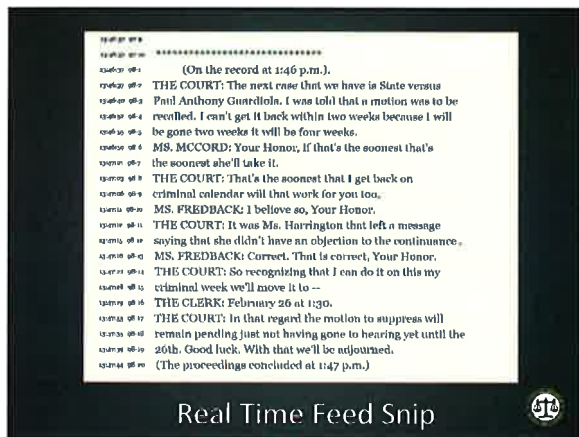 (On the record at 1:46 p.m.).
THE COURT: The next case that we have is State versus
Paul Anthony Guardiola. I was told that a motion was to be
recalled. I can't get it back within two weeks because I will
be gone two weeks it will be four weeks.
MS. MCCORD: Your Honor, if that's the soonest that's
the soonest she'll take it.
THE COURT: That's the soonest that I get back on
criminal calendar will that work for you too.
MS. FREDBACK: I believe so, Your Honor.
THE COURT: It was Ms. Harrington that left a message
saying that she didn't have an objection to the continuance.
MS. FREDBACK: Correct. That is correct, Your Honor.
THE COURT: So recognizing that I can do it on this my
criminal week we'll move it to --
THE CLERK: February 26 at 1:30.
THE COURT: In that regard the motion to suppress will
remain pending just not having gone to hearing yet until the
26th. Good luck. With that we'll be adjourned.
(The proceedings concluded at 1:47 p.m.)
Real Time Feed Snip